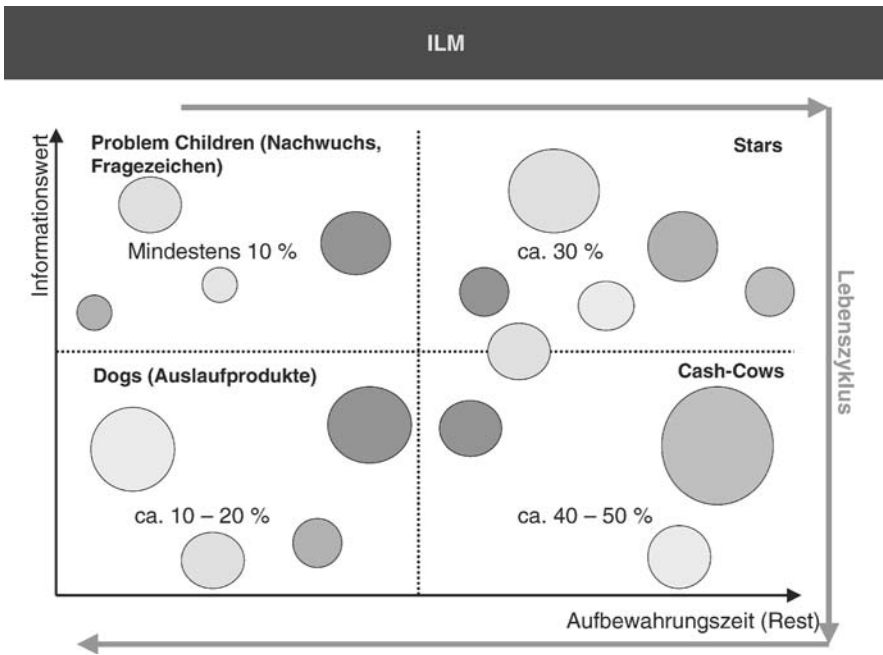 ILM
Informationswert
Problem Children (Nachwuchs,
Fragezeichen)
Stars
Mindestens 10 %
ca. 30 %
Lebenszyklus
Dogs (Auslaufprodukte)
Cash-Cows
ca. 10 – 20 %
ca. 40 – 50 %
Aufbewahrungszeit (Rest)